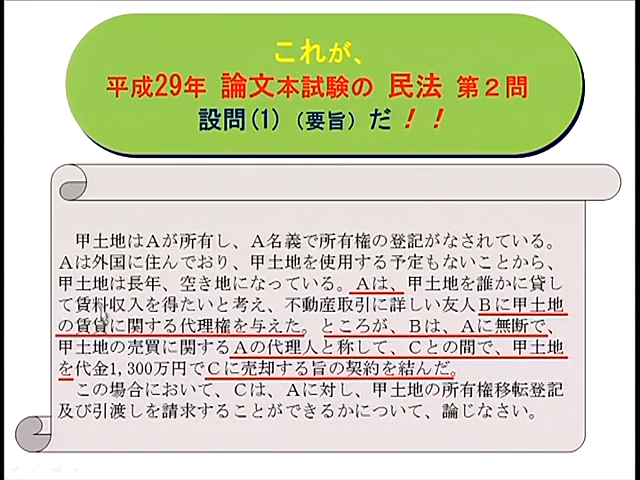 これが、
平成29年 論文本試験の 民法 第２問
設問(1) （要旨） だ ！！
甲土地はＡが所有し、Ａ名義で所有権の登記がなされている。
Ａは外国に住んでおり、甲土地を使用する予定もないことから、
甲土地は長年、空き地になっている。Ａは、甲土地を誰かに貸し
て賃料収入を得たいと考え、不動産取引に詳しい友人Ｂに甲土地
の賃貸に関する代理権を与えた。ところが、Ｂは、Ａに無断で、
甲土地の売買に関するＡの代理人と称して、Ｃとの間で、甲土地
を代金1,300万円でＣに売却する旨の契約を結んだ。
この場合において、Ｃは、Ａに対し、甲土地の所有権移転登記
及び引渡しを請求することができるかについて、論じなさい。